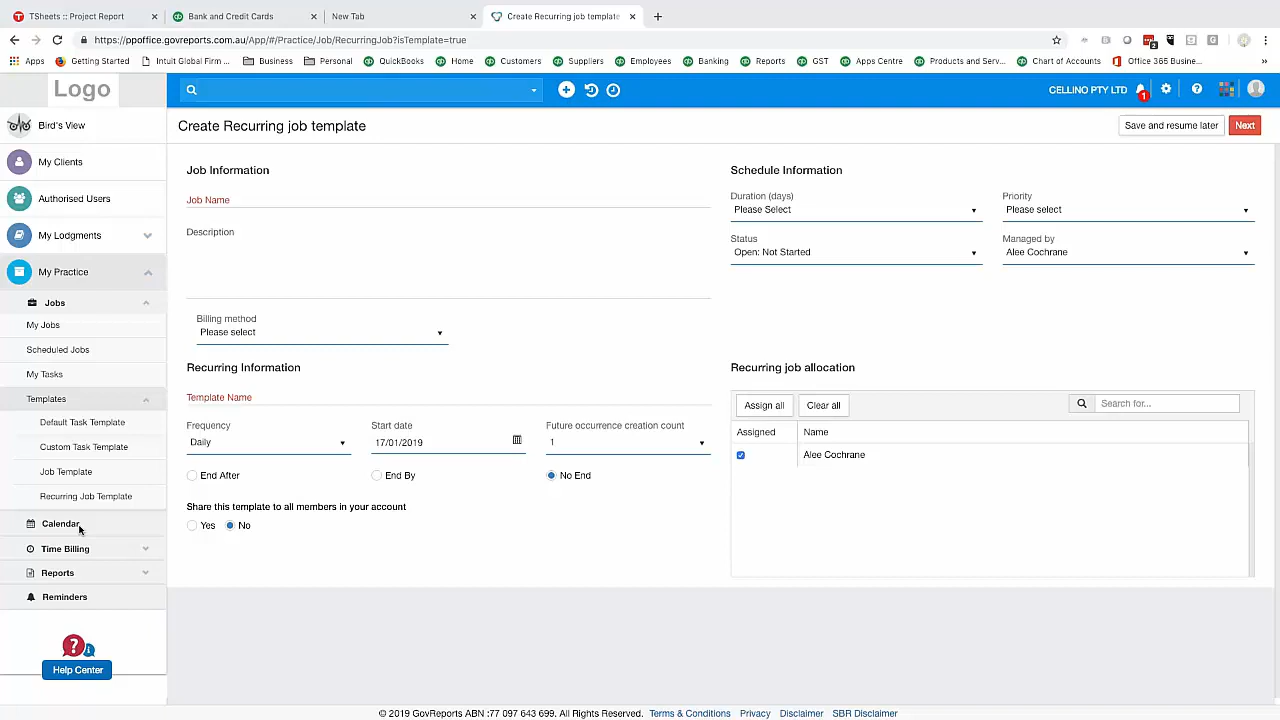 TSheets :: Project Report
Bank and Credit Cards
New Tab
Create Recurring job template
https://ppoffice.govreports.com.au/App/#/Practice/Job/RecurringJob?isTemplate=true
2
Apps
Getting Started
Intuit Global Firm ...
Business
Personal
QuickBooks
Home
Customers
Suppliers
Employees
Banking
Reports
GST
Apps Centre
Products and Serv...
Chart of Accounts
Office 365 Busine...
Logo
CELLINO PTY LTD
1
Bird's View
My Clients
Authorised Users
My Lodgments
My Practice
Jobs
My Jobs
Scheduled Jobs
My Tasks
Templates
Default Task Template
Custom Task Template
Job Template
Recurring Job Template
Calendar
Time Billing
Reports
Reminders
Help Center
Create Recurring job template
Save and resume later
Next
Job Information
Job Name
Description
Billing method
Please select
Schedule Information
Duration (days)
Please Select
Priority
Please select
Status
Open: Not Started
Managed by
Alee Cochrane
Recurring Information
Template Name
Frequency
Daily
Start date
17/01/2019
Future occurrence creation count
1
End After
End By
No End
Share this template to all members in your account
Yes
No
Recurring job allocation
Assign all
Clear all
Search for...
Assigned
Name
Alee Cochrane
© 2019 GovReports ABN :77 097 643 699. All Rights Reserved. Terms & Conditions Privacy Disclaimer SBR Disclaimer